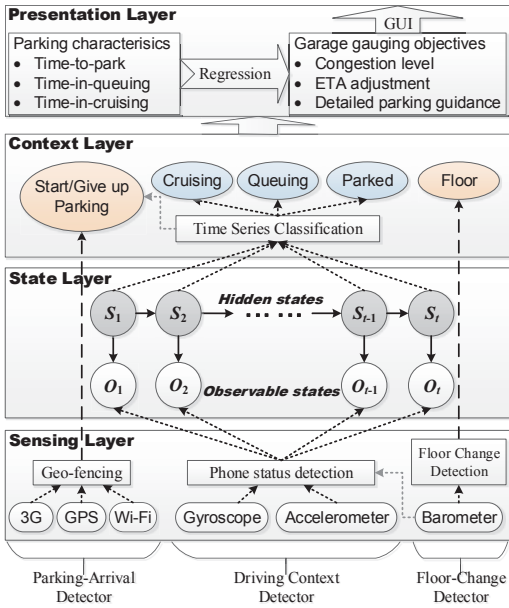 Presentation Layer
GUI
Parking characterisics
• Time-to-park
• Time-in-queuing
• Time-in-cruising
Regression
Garage gauging objectives
• Congestion level
• ETA adjustment
• Detailed parking guidance
Context Layer
Start/Give up
Parking
Cruising
Queuing
Parked
Floor
Time Series Classification
State Layer
Hidden states
S1
S2
... ...
St-1
St
O1
O2
Observable states
Ot-1
Ot
Sensing Layer
Geo-fencing
Phone status detection
Floor Change
Detection
3G
GPS
Wi-Fi
Gyroscope
Accelerometer
Barometer
Parking-Arrival
Detector
Driving Context
Detector
Floor-Change
Detector